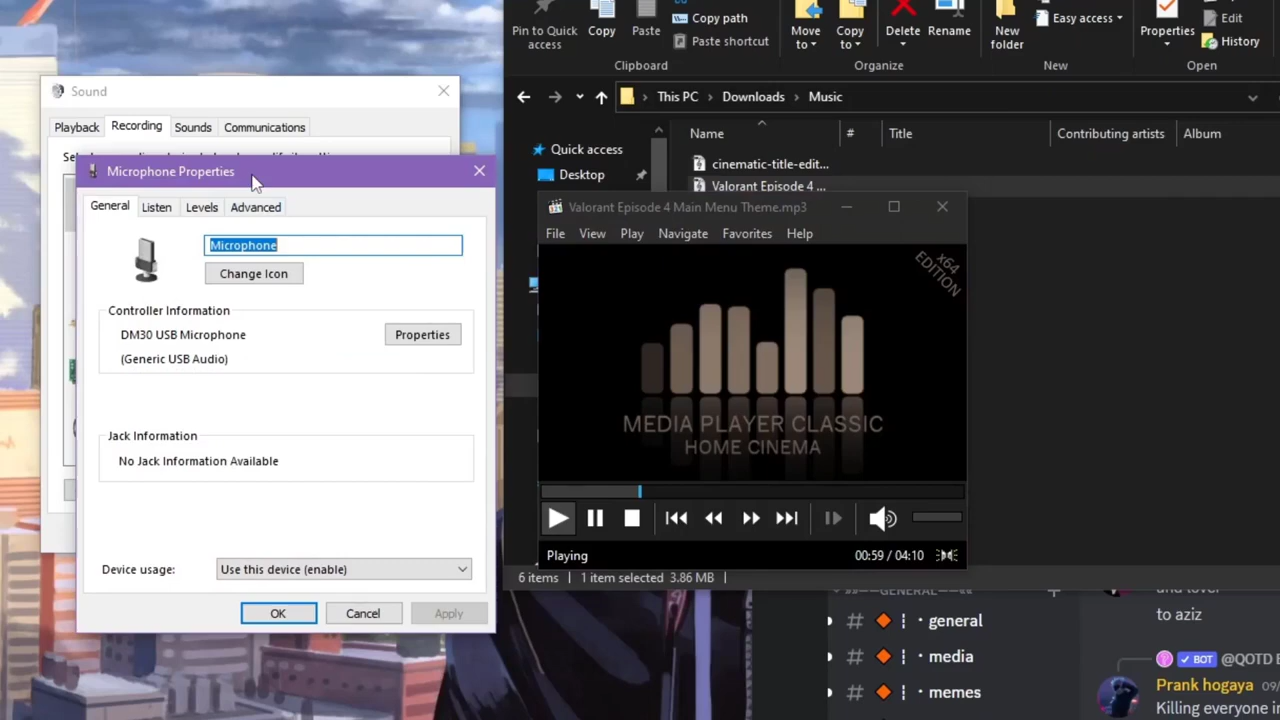 Pin to Quick
access
Copy
Paste
Copy path
Paste shortcut
Move
to
Copy
to
Delete
Rename
New
folder
Easy access
Properties
Edit
History
Clipboard
Organize
New
Open
This PC
Downloads
Music
Name
#
Title
Contributing artists
Album
Quick access
Desktop
cinematic-title-edit...
Valorant Episode 4 ...
Sound
Playback
Recording
Sounds
Communications
Microphone Properties
General
Listen
Levels
Advanced
Microphone
Change Icon
Controller Information
DM30 USB Microphone
(Generic USB Audio)
Properties
Jack Information
No Jack Information Available
Device usage:
Use this device (enable)
OK
Cancel
Apply
Valorant Episode 4 Main Menu Theme.mp3
File View Play Navigate Favorites Help
x64
EDITION
MEDIA PLAYER CLASSIC
HOME CINEMA
Playing
00:59 / 04:10
6 items
1 item selected 3.86 MB
GENERAL
# general
# media
# memes
to aziz
BOT @QOTD
Prank hogaya 09/
Killing everyone in